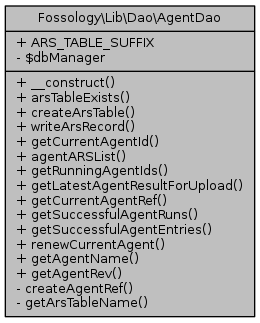 Fossology\Lib\Dao\AgentDao
+ ARS_TABLE_SUFFIX
- $dbManager
+ __construct()
+ arsTableExists()
+ createArsTable()
+ writeArsRecord()
+ getCurrentAgentId()
+ agentARSList()
+ getRunningAgentIds()
+ getLatestAgentResultForUpload()
+ getCurrentAgentRef()
+ getSuccessfulAgentRuns()
+ getSuccessfulAgentEntries()
+ renewCurrentAgent()
+ getAgentName()
+ getAgentRev()
- createAgentRef()
- getArsTableName()